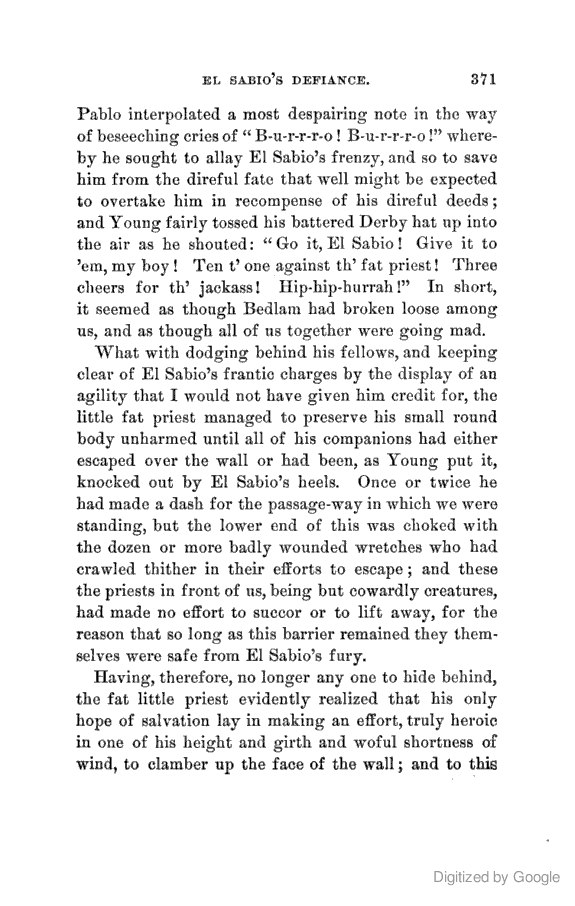 EL SABIO'S DEFIANCE. 371
Pablo interpolated a most despairing note in the way
of beseeching cries of “ B-u-r-r-r-o ! B-u-r-r-r-o !” where-
by he sought to allay El Sabio's frenzy, and so to save
him from the direful fate that well might be expected
to overtake him in recompense of his direful deeds ;
and Young fairly tossed his battered Derby hat up into
the air as he shouted: “Go it, El Sabio ! Give it to
'em, my boy ! Ten t' one against th' fat priest ! Three
cheers for th' jackass ! Hip-hip-hurrah !” In short,
it seemed as though Bedlam had broken loose among
us, and as though all of us together were going mad.
What with dodging behind his fellows, and keeping
clear of El Sabio's frantic charges by the display of an
agility that I would not have given him credit for, the
little fat priest managed to preserve his small round
body unharmed until all of his companions had either
escaped over the wall or had been, as Young put it,
knocked out by El Sabio's heels. Once or twice he
had made a dash for the passage-way in which we were
standing, but the lower end of this was choked with
the dozen or more badly wounded wretches who had
crawled thither in their efforts to escape ; and these
the priests in front of us, being but cowardly creatures,
had made no effort to succor or to lift away, for the
reason that so long as this barrier remained they them-
selves were safe from El Sabio's fury.
Having, therefore, no longer any one to hide behind,
the fat little priest evidently realized that his only
hope of salvation lay in making an effort, truly heroic
in one of his height and girth and woful shortness of
wind, to clamber up the face of the wall ; and to this
Digitized by Google